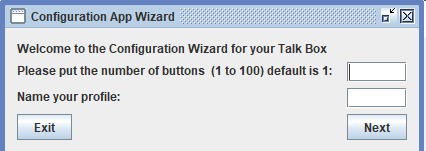 Configuration App Wizard
Welcome to the Configuration Wizard for your Talk Box
Please put the number of buttons (1 to 100) default is 1:
Name your profile:
Exit Next